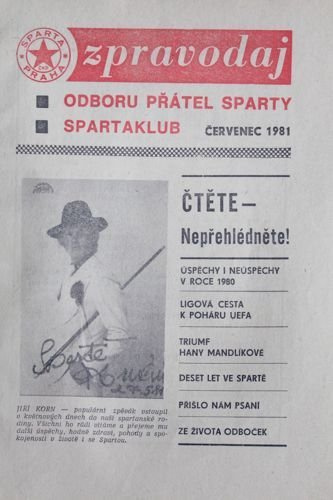 SPARTA
ČKD
PRAHA
zpravodaj
ODBORU PŘÁTEL SPARTY
SPARTAKLUB ČERVENEC 1981
ČTĚTE —
Nepřehlédněte!
ÚSPĚCHY I NEÚSPĚCHY
V ROCE 1980
LIGOVÁ CESTA
K POHÁRU UEFA
TRIUMF
HANY MANDLÍKOVÉ
DESET LET VE SPARTĚ
PŘIŠLO NÁM PSANÍ
ZE ŽIVOTA ODBOČEK
Spartě
JIŘÍ KORN — populární zpěvák vstoupil
v květnových dnech do naší spartanské ro-
diny. Všichni ho rádi vítáme a přejeme mu
další úspěchy, hodně zdraví, pohody a spo-
kojenosti v životě i se Spartou.